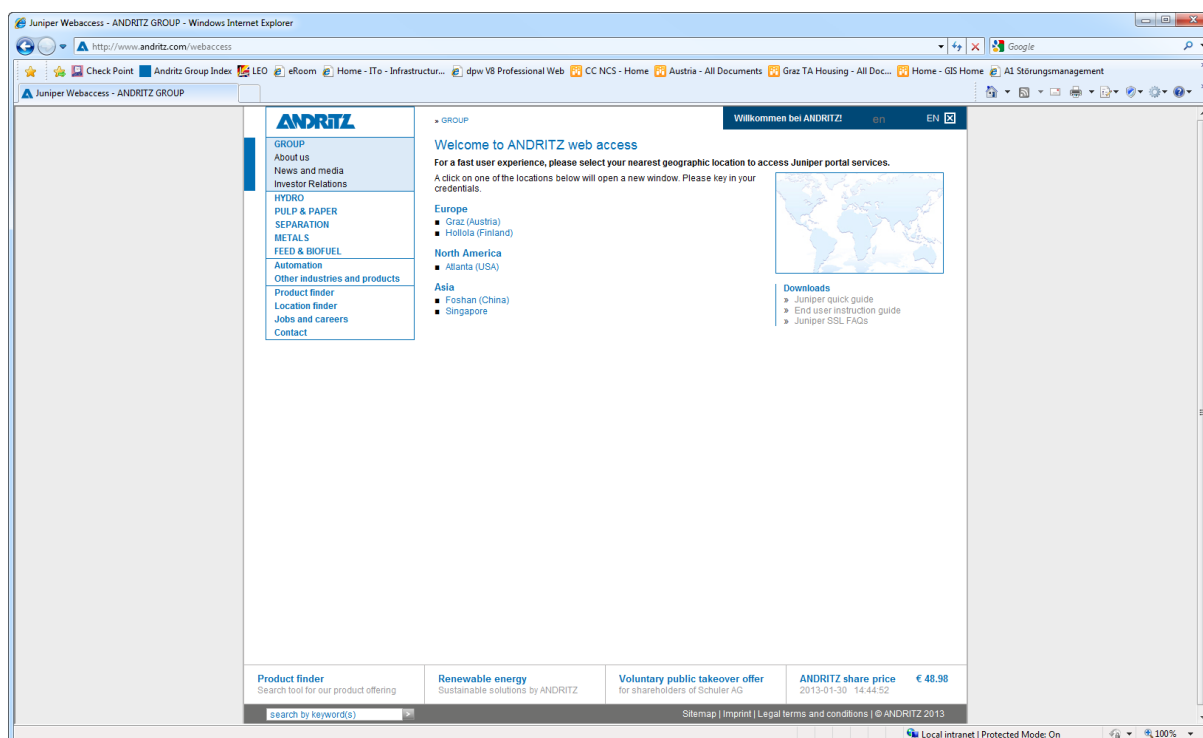 Juniper Webaccess - ANDRITZ GROUP - Windows Internet Explorer
http://www.andritz.com/webaccess
Google
Check Point Andritz Group Index LEO eRoom Home - ITo - Infrastructur... dpw V8 Professional Web CC NCS - Home Austria - All Documents Graz TA Housing - All Doc... Home - GIS Home A1 Störungsmanagement
Juniper Webaccess - ANDRITZ GROUP
ANDRITZ
» GROUP
Willkommen bei ANDRITZ! en EN
GROUP
About us
News and media
Investor Relations
HYDRO
PULP & PAPER
SEPARATION
METALS
FEED & BIOFUEL
Automation
Other industries and products
Product finder
Location finder
Jobs and careers
Contact
Welcome to ANDRITZ web access
For a fast user experience, please select your nearest geographic location to access Juniper portal services.
A click on one of the locations below will open a new window. Please key in your
credentials.
Europe
Graz (Austria)
Hollola (Finland)
North America
Atlanta (USA)
Asia
Foshan (China)
Singapore
Downloads
» Juniper quick guide
» End user instruction guide
» Juniper SSL FAQs
Product finder
Search tool for our product offering
Renewable energy
Sustainable solutions by ANDRITZ
Voluntary public takeover offer
for shareholders of Schuler AG
ANDRITZ share price € 48.98
2013-01-30 14:44:52
search by keyword(s)
Sitemap | Imprint | Legal terms and conditions | © ANDRITZ 2013
Local intranet | Protected Mode: On
100%